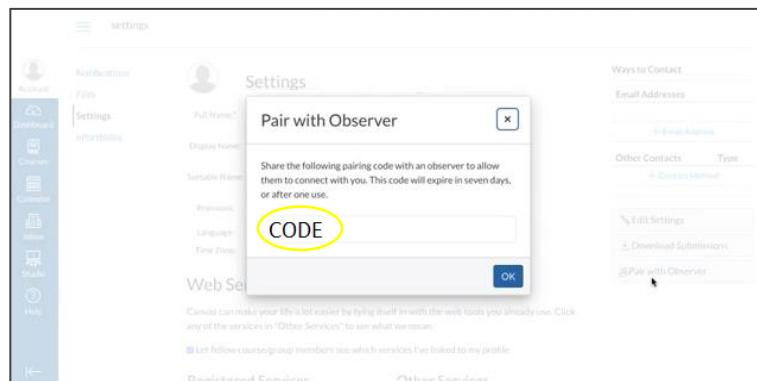 settings
Account
Dashboard
Courses
Calendar
Inbox
Studio
Help
Notifications
Files
Settings
ePortfolios
Settings
Full Name:*
Display Name:
Sortable Name:
Pronouns:
Language:
Time Zone:
Pair with Observer
Share the following pairing code with an observer to allow
them to connect with you. This code will expire in seven days,
or after one use.
CODE
OK
Ways to Contact
Email Addresses
+ Email Address
Other Contacts Type
+ Contact Method
Edit Settings
Download Submissions
Pair with Observer
Web Se
Canvas can make your life a lot easier by tying itself in with the web tools you already use. Click
any of the services in "Other Services" to see what we mean.
Let fellow course/group members see which services I've linked to my profile
Registered Services Other Services